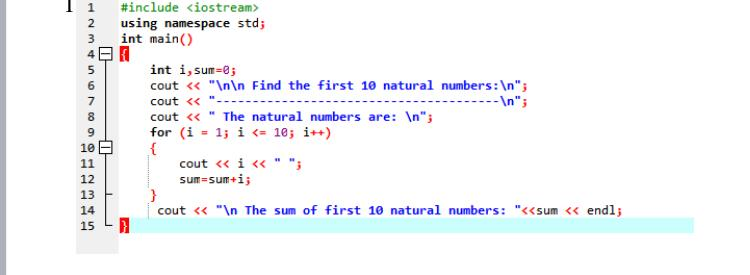 1
1 #include <iostream>
2 using namespace std;
3 int main()
4 {
5 int i,sum=0;
6 cout << "\n\n Find the first 10 natural numbers:\n";
7 cout << "---------------------------------------\n";
8 cout << " The natural numbers are: \n";
9 for (i = 1; i <= 10; i++)
10 {
11 cout << i << " ";
12 sum=sum+i;
13 }
14 cout << "\n The sum of first 10 natural numbers: "<<sum << endl;
15 }